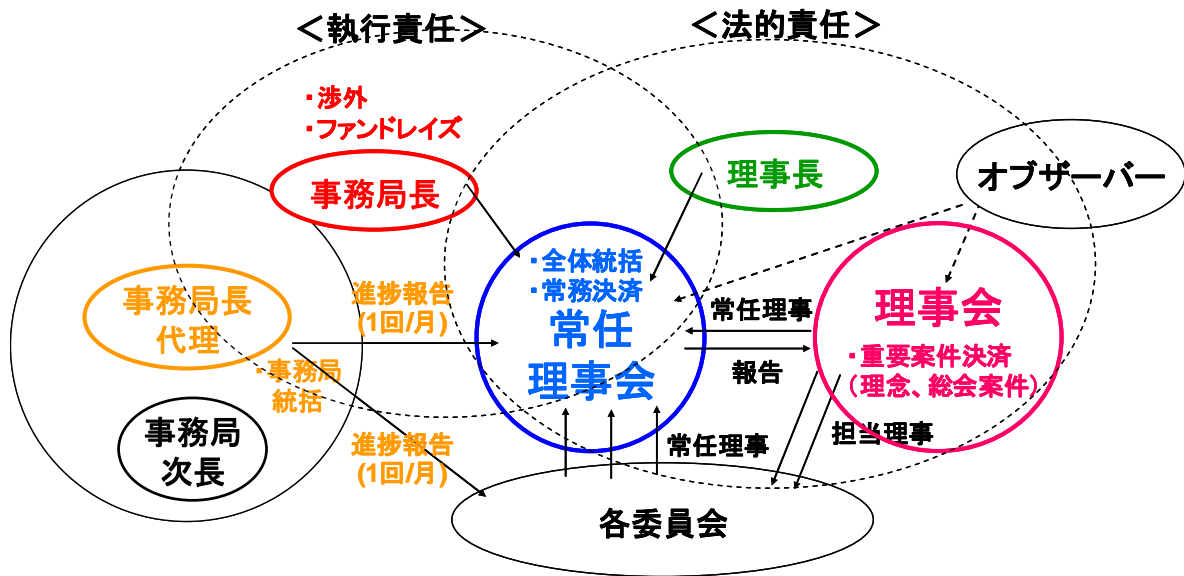 ＜執行責任＞
＜法的責任＞
・渉外
・ファンドレイズ
事務局長
理事長
オブザーバー
・全体統括
・常務決済
常任
理事会
事務局長
代理
進捗報告
(1回/月)
・事務局
統括
常任理事
報告
理事会
・重要案件決済
（理念、総会案件）
事務局
次長
進捗報告
(1回/月)
常任理事
担当理事
各委員会